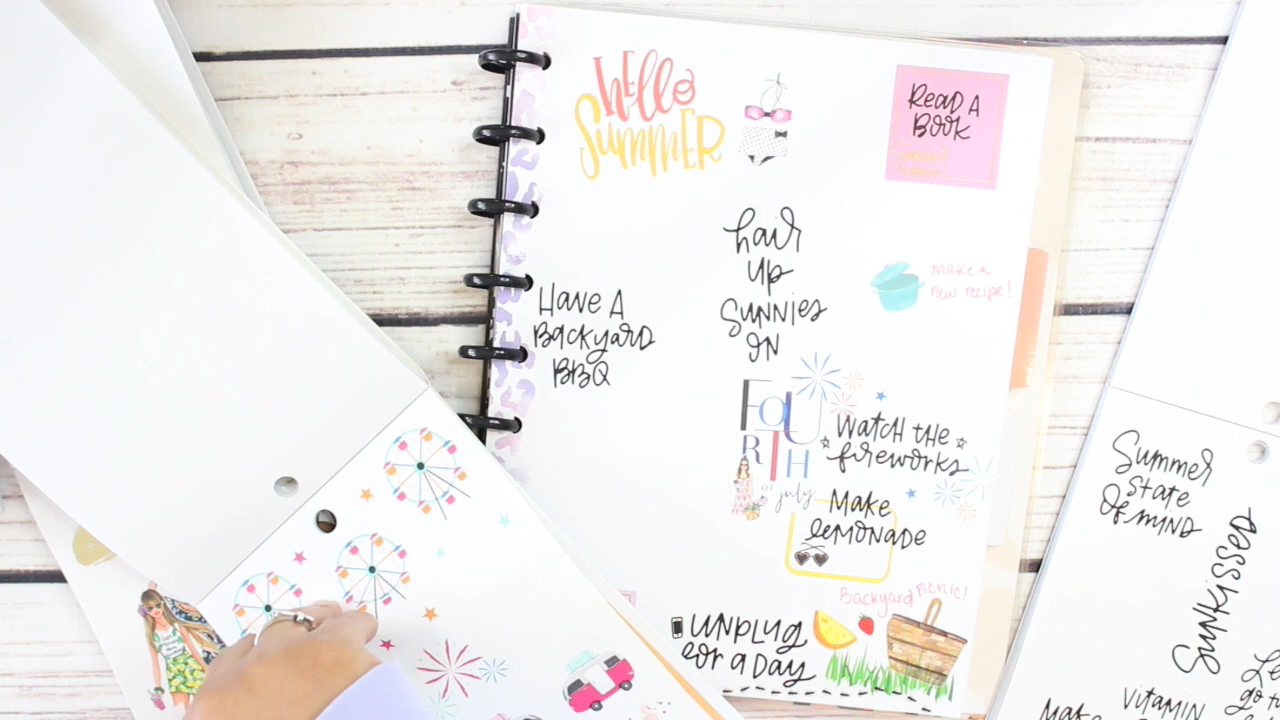 hello
Summer
Read A
Book
hair
up
Sunnies
on
make a
new recipe!
Have A
Backyard
BBQ
Fourth
of july
Watch the
fireworks
Make
lemonade
Backyard picnic!
Unplug
for a day
Summer
State
of mind
Sunkissed
Vitamin
Make